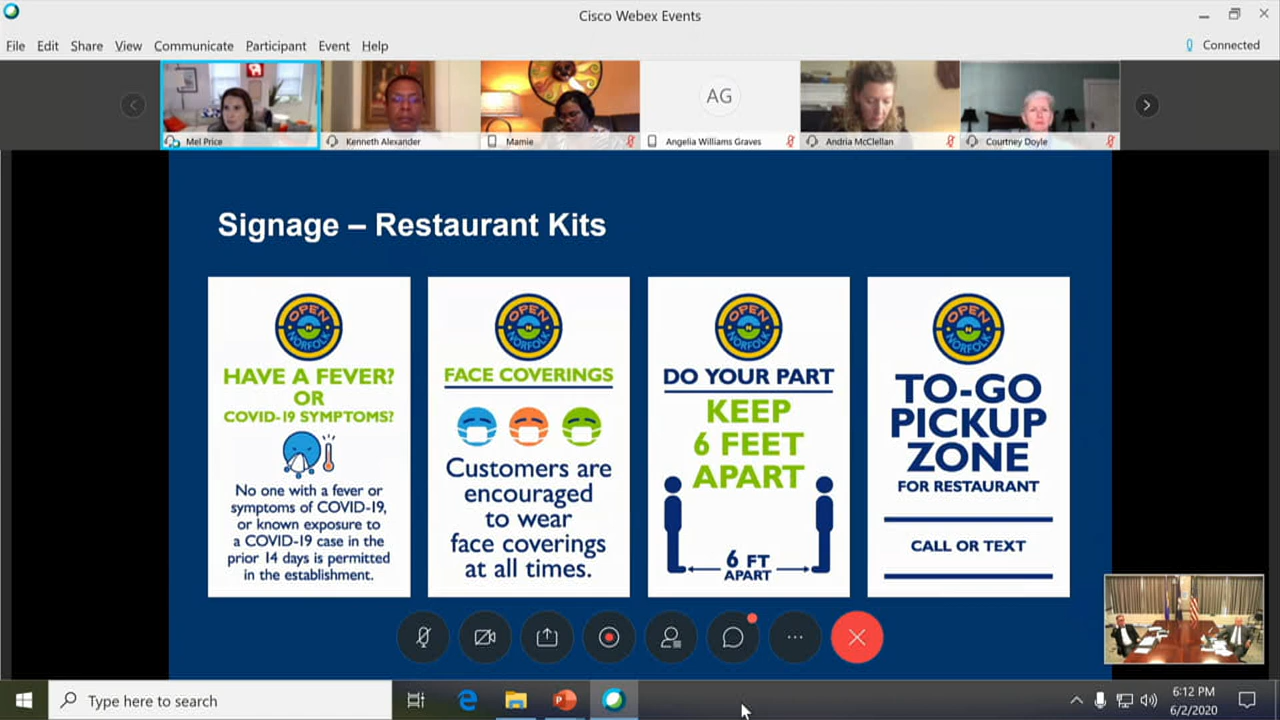 Cisco Webex Events
File Edit Share View Communicate Participant Event Help
Connected
AG
Mel Price
Kenneth Alexander
Mamie
Angelia Williams Graves
Andria McClellan
Courtney Doyle
Signage – Restaurant Kits
OPEN
N
NORFOLK
HAVE A FEVER?
OR
COVID-19 SYMPTOMS?
No one with a fever or
symptoms of COVID-19,
or known exposure to
a COVID-19 case in the
prior 14 days is permitted
in the establishment.
OPEN
N
NORFOLK
FACE COVERINGS
Customers are
encouraged
to wear
face coverings
at all times.
OPEN
N
NORFOLK
DO YOUR PART
KEEP
6 FEET
APART
6 FT
APART
OPEN
N
NORFOLK
TO-GO
PICKUP
ZONE
FOR RESTAURANT
CALL OR TEXT
Type here to search
6:12 PM
6/2/2020